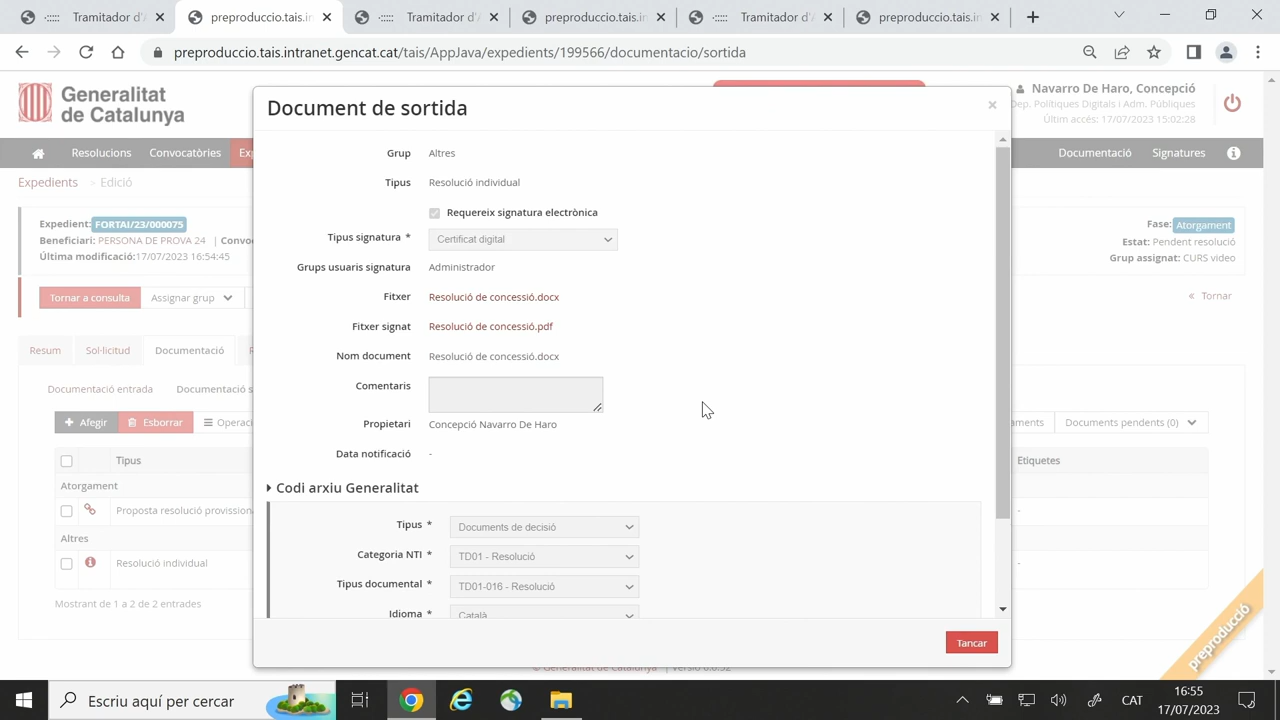 Tramitador d'A
preproduccio.tais.in
Tramitador d'A
preproduccio.tais.in
Tramitador d'A
preproduccio.tais.in
preproduccio.tais.intranet.gencat.cat/tais/AppJava/expedients/199566/documentacio/sortida
Generalitat
de Catalunya
Navarro De Haro, Concepció
Dep. Polítiques Digitals i Adm. Públiques
Últim accés: 17/07/2023 15:02:28
Resolucions Convocatòries Ex Documentació Signatures
Expedients > Edició
Expedient: FORTAI/23/000075
Beneficiari: PERSONA DE PROVA 24 | Convo
Última modificació:17/07/2023 16:54:45
Fase: Atorgament
Estat: Pendent resolució
Grup assignat: CURS video
Tornar a consulta Assignar grup « Tornar
Resum Sol·licitud Documentació
Documentació entrada Documentació s
Afegir Esborrar Operaci aments Documents pendents (0)
Tipus Etiquetes
Atorgament
Proposta resolució provission -
Altres
Resolució individual -
Mostrant de 1 a 2 de 2 entrades
Document de sortida ×
Grup Altres
Tipus Resolució individual
Requereix signatura electrònica
Tipus signatura * Certificat digital
Grups usuaris signatura Administrador
Fitxer Resolució de concessió.docx
Fitxer signat Resolució de concessió.pdf
Nom document Resolució de concessió.docx
Comentaris
Propietari Concepció Navarro De Haro
Data notificació -
Codi arxiu Generalitat
Tipus * Documents de decisió
Categoria NTI * TD01 - Resolució
Tipus documental * TD01-016 - Resolució
Idioma * Català
Tancar
preproducció
Escriu aquí per cercar
CAT
16:55
17/07/2023